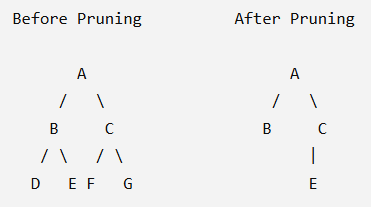 Before Pruning After Pruning
A A
/ \ / \
B C B C
/ \ / \ |
D E F G E